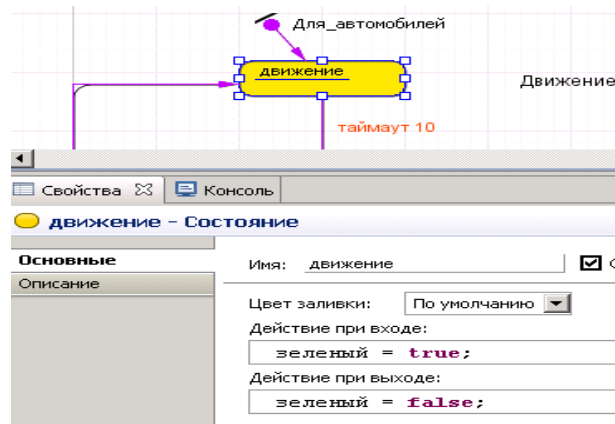 Для_автомобилей
движение
Движение
таймаут 10
Свойства Консоль
движение - Состояние
Основные
Описание
Имя: движение
Цвет заливки: По умолчанию
Действие при входе:
зеленый = true;
Действие при выходе:
зеленый = false;